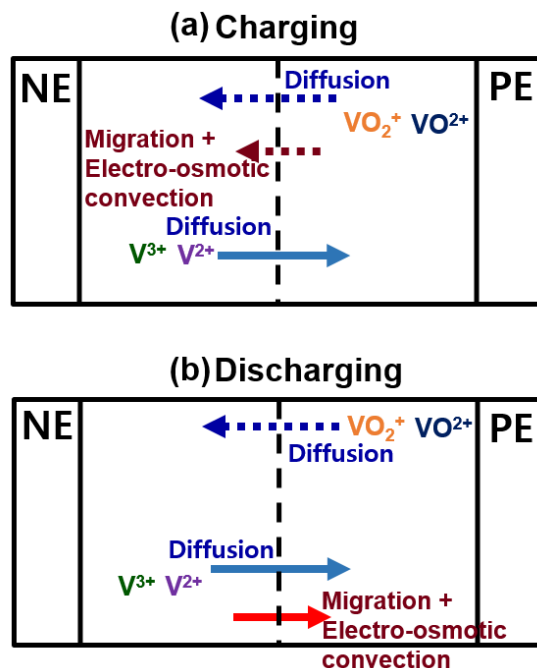 (a) Charging
NE
Diffusion
PE
VO₂⁺ VO²⁺
Migration +
Electro-osmotic
convection
Diffusion
V³⁺ V²⁺
(b) Discharging
NE
VO₂⁺ VO²⁺
PE
Diffusion
Diffusion
V³⁺ V²⁺
Migration +
Electro-osmotic
convection